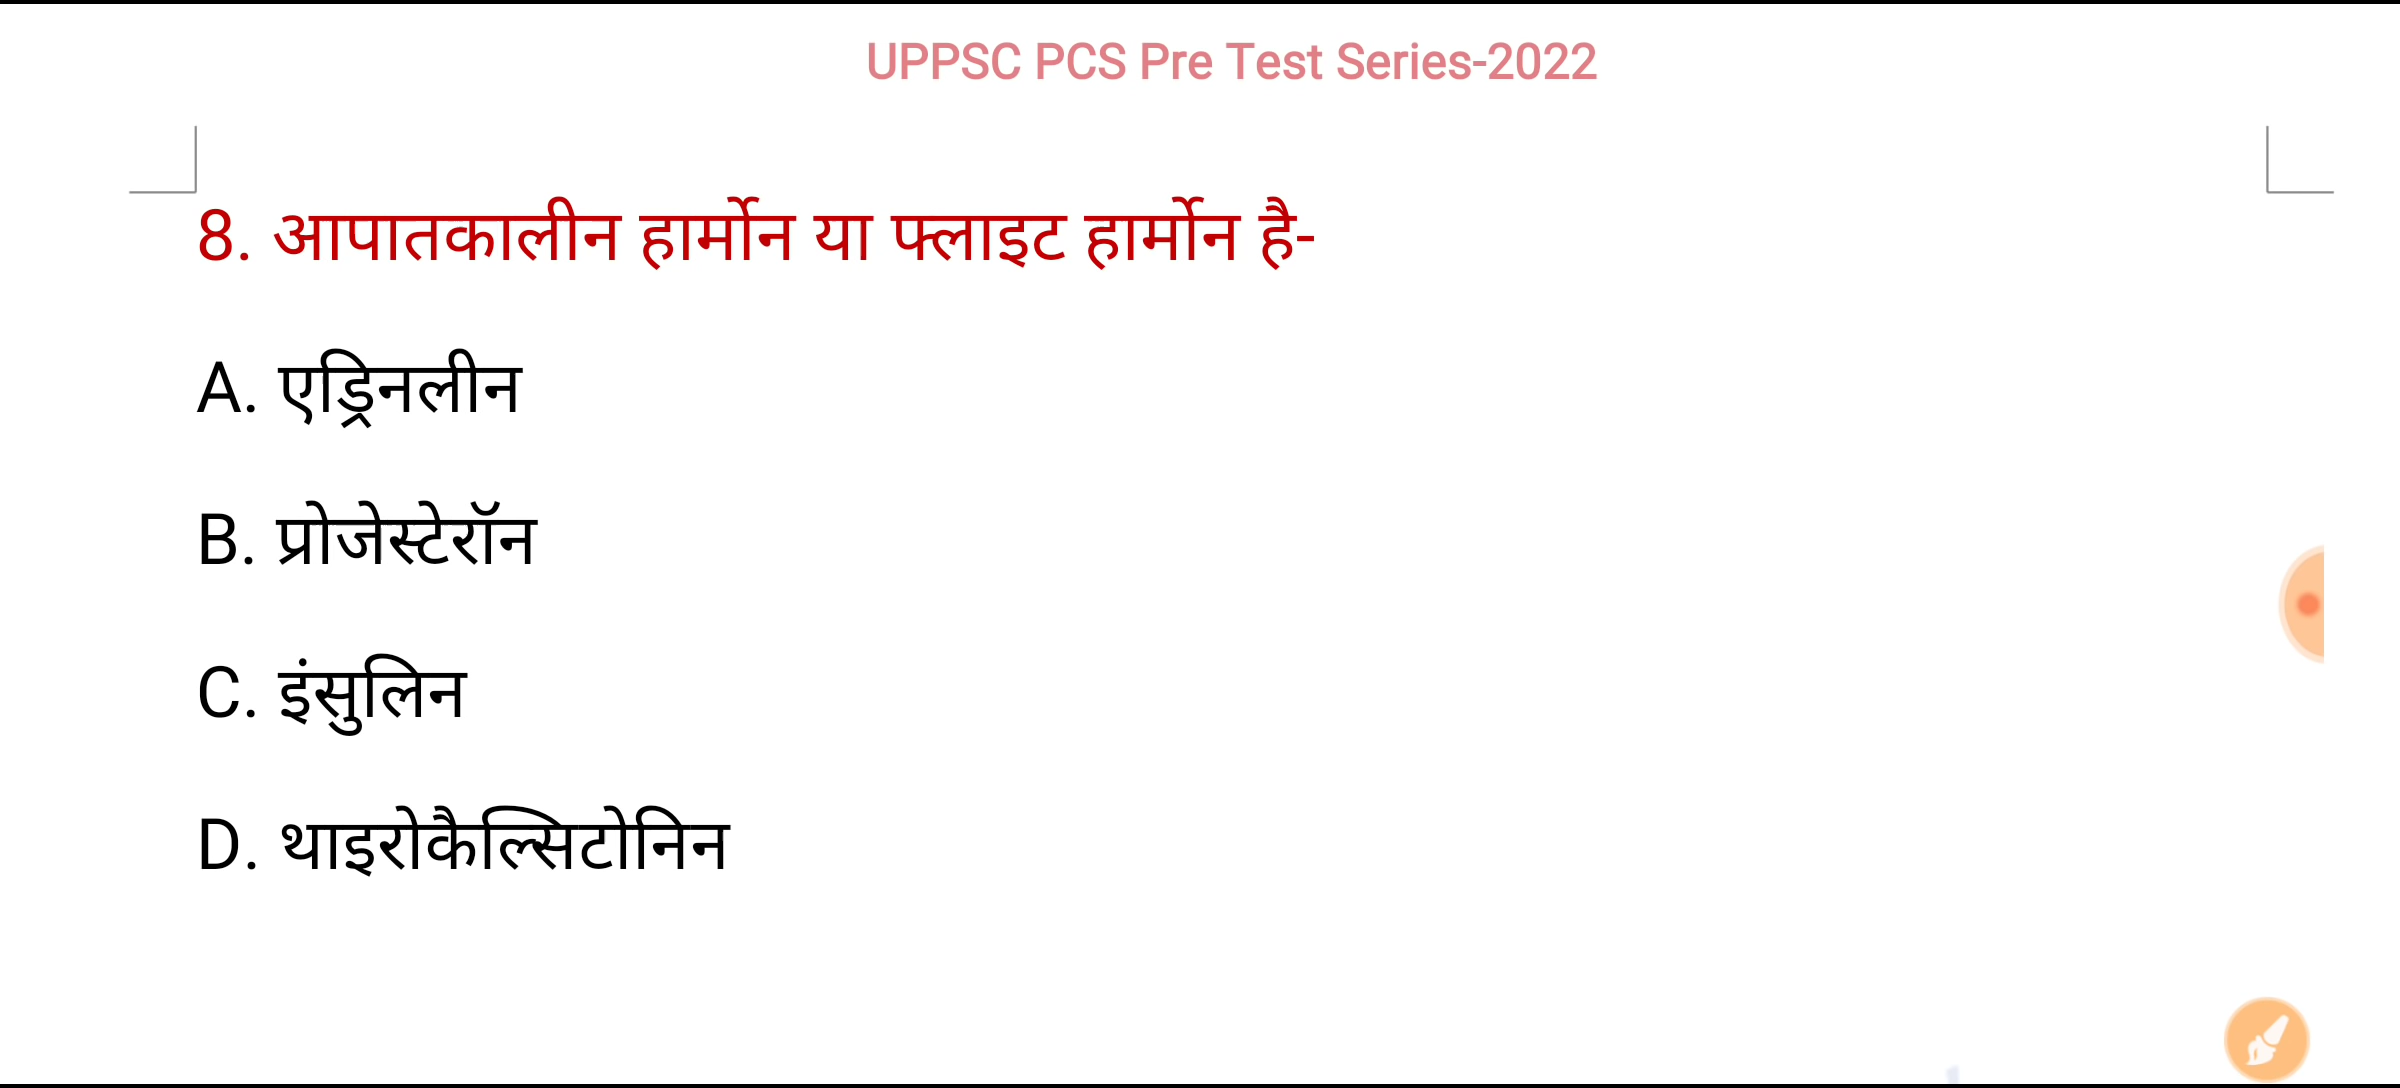 UPPSC PCS Pre Test Series-2022
8. आपातकालीन हार्मोन या फ्लाइट हार्मोन है-
A. एड्रिनलीन
B. प्रोजेस्टेरॉन
C. इंसुलिन
D. थाइरोकैल्सिटोनिन